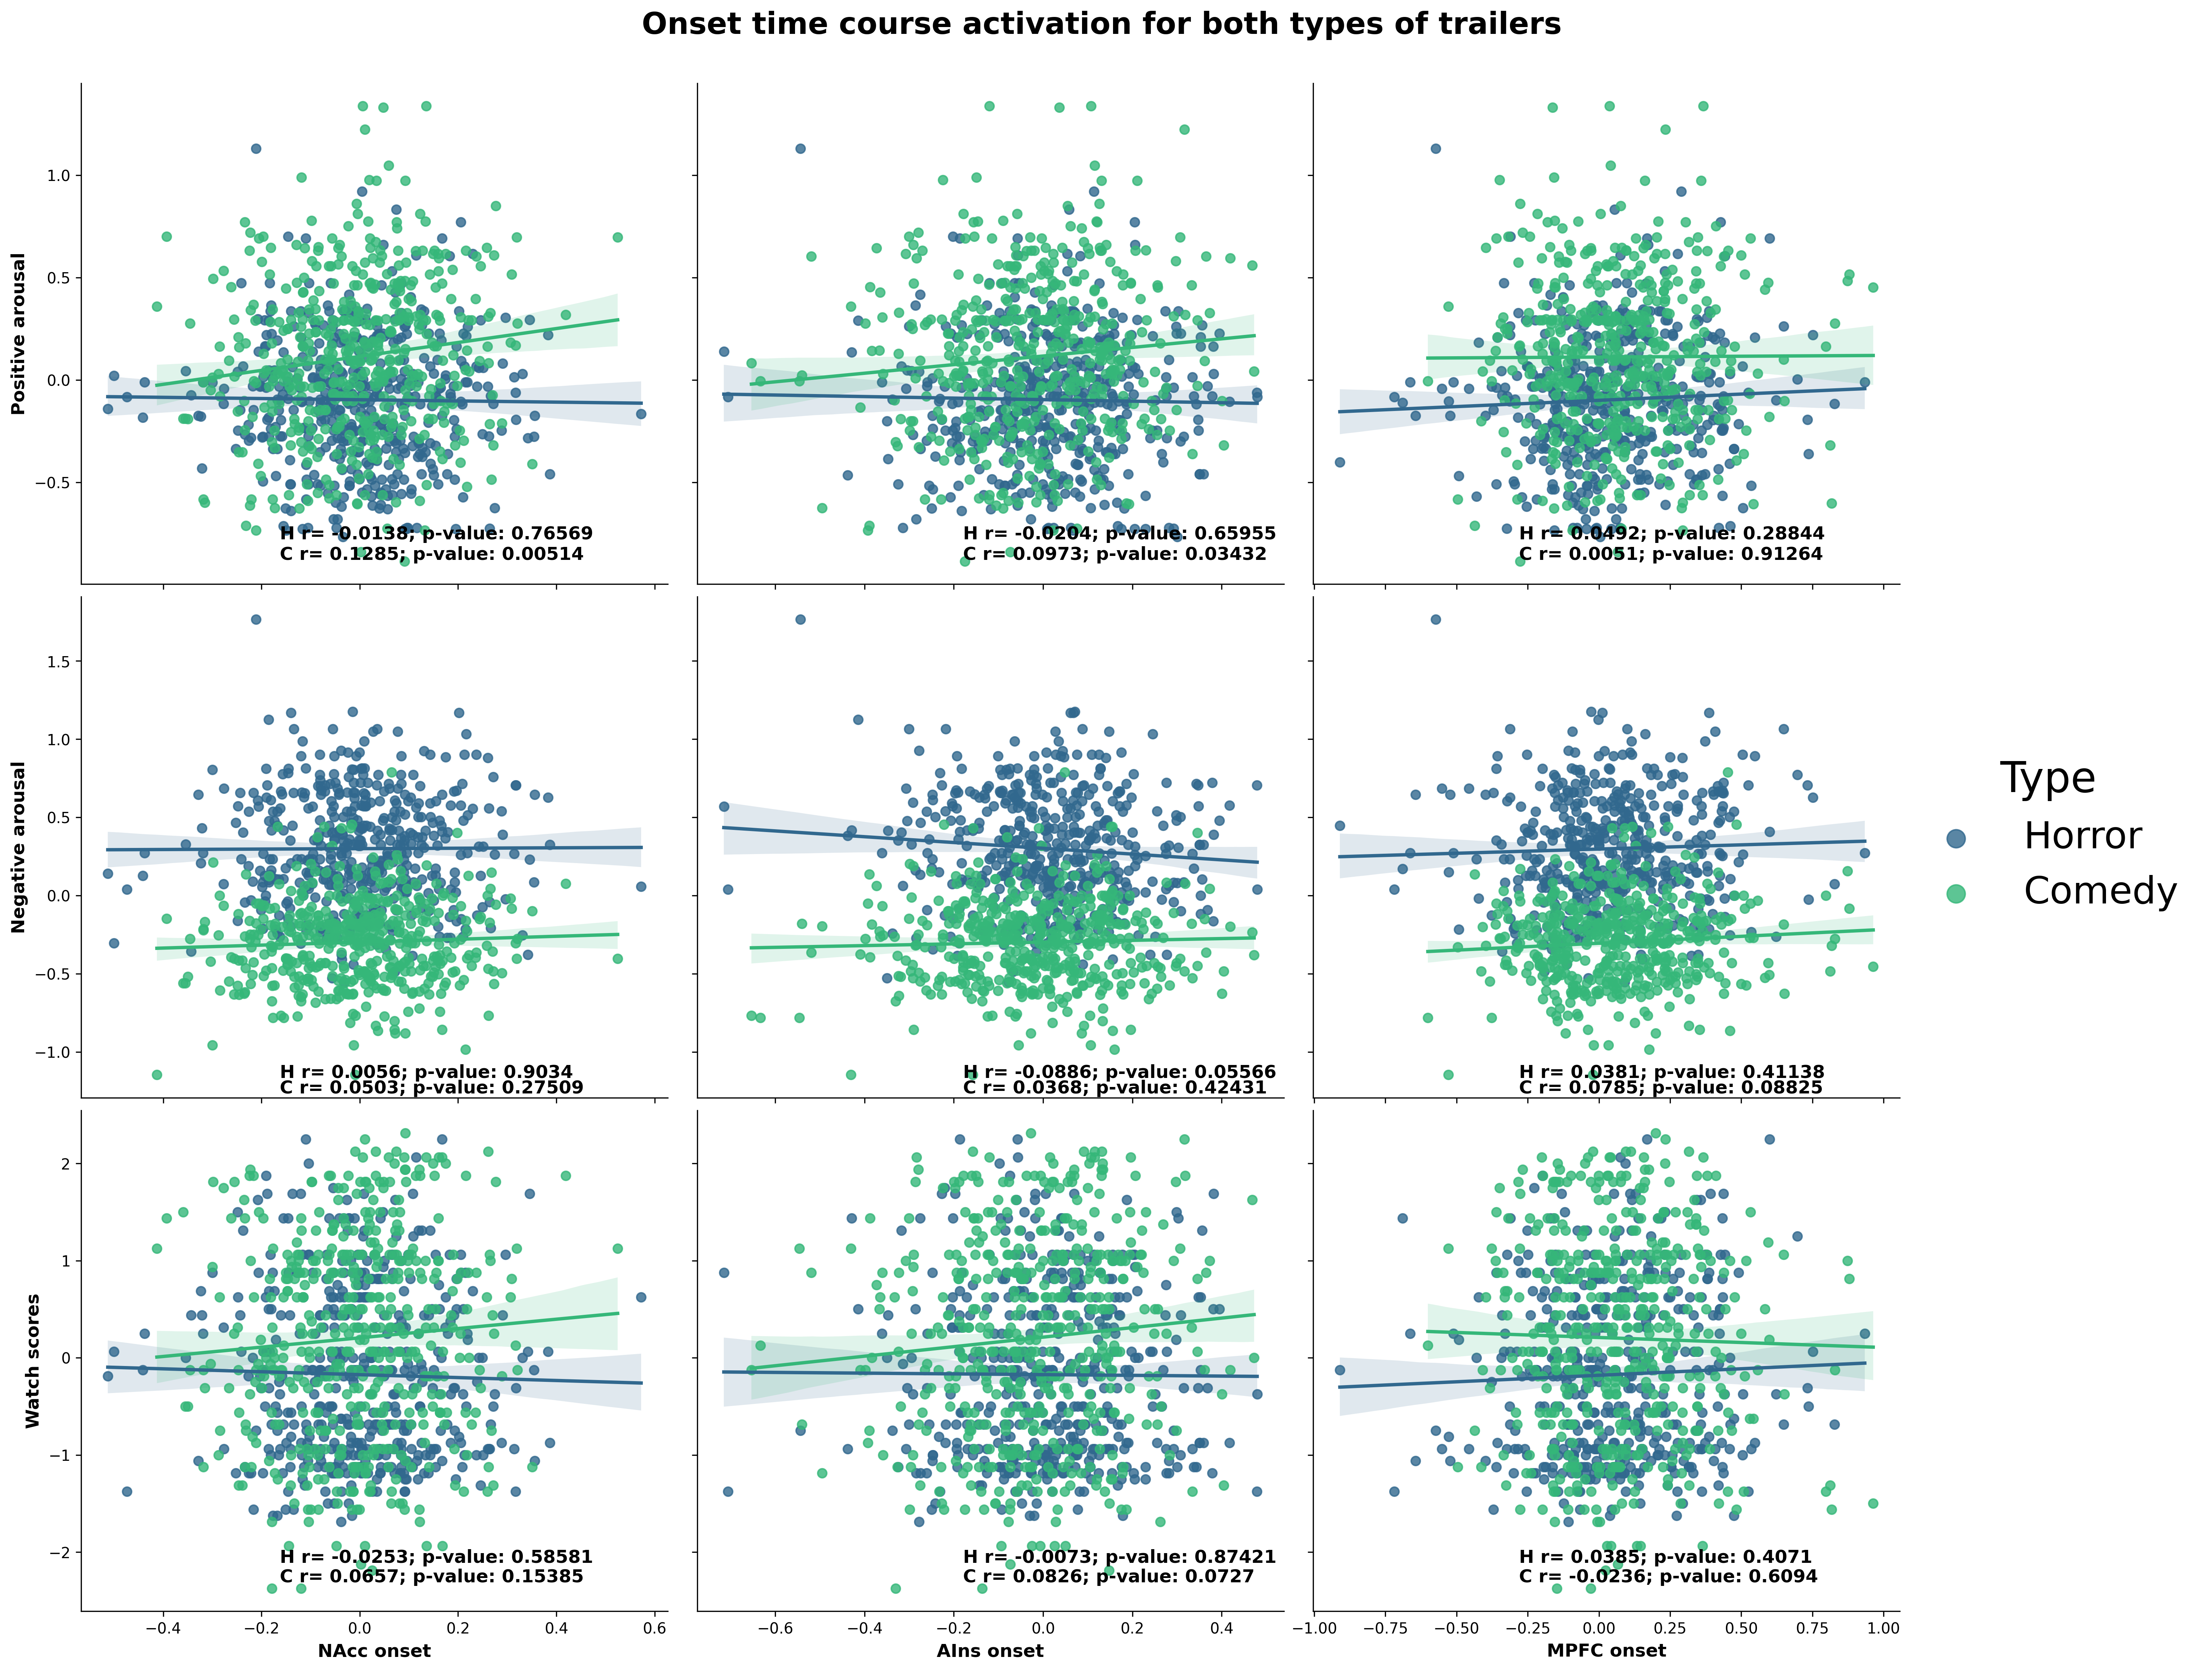 Onset time course activation for both types of trailers
Positive arousal
1.0
0.5
0.0
−0.5
H r= -0.0138; p-value: 0.76569
C r= 0.1285; p-value: 0.00514
H r= -0.0204; p-value: 0.65955
C r= 0.0973; p-value: 0.03432
H r= 0.0492; p-value: 0.28844
C r= 0.0051; p-value: 0.91264
Negative arousal
1.5
1.0
0.5
0.0
−0.5
−1.0
H r= 0.0056; p-value: 0.9034
C r= 0.0503; p-value: 0.27509
H r= -0.0886; p-value: 0.05566
C r= 0.0368; p-value: 0.42431
H r= 0.0381; p-value: 0.41138
C r= 0.0785; p-value: 0.08825
Type
Horror
Comedy
Watch scores
2
1
0
−1
−2
H r= -0.0253; p-value: 0.58581
C r= 0.0657; p-value: 0.15385
H r= -0.0073; p-value: 0.87421
C r= 0.0826; p-value: 0.0727
H r= 0.0385; p-value: 0.4071
C r= -0.0236; p-value: 0.6094
−0.4 −0.2 0.0 0.2 0.4 0.6
NAcc onset
−0.6 −0.4 −0.2 0.0 0.2 0.4
AIns onset
−1.00 −0.75 −0.50 −0.25 0.00 0.25 0.50 0.75 1.00
MPFC onset